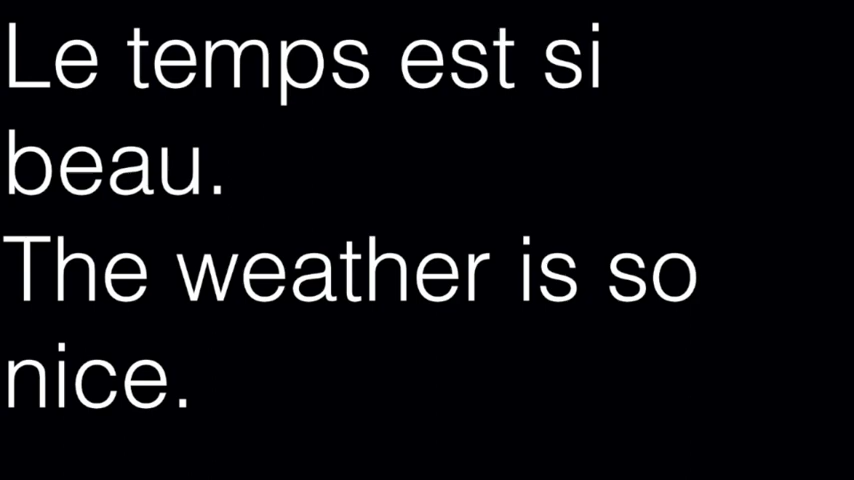 Le temps est si
beau.
The weather is so
nice.